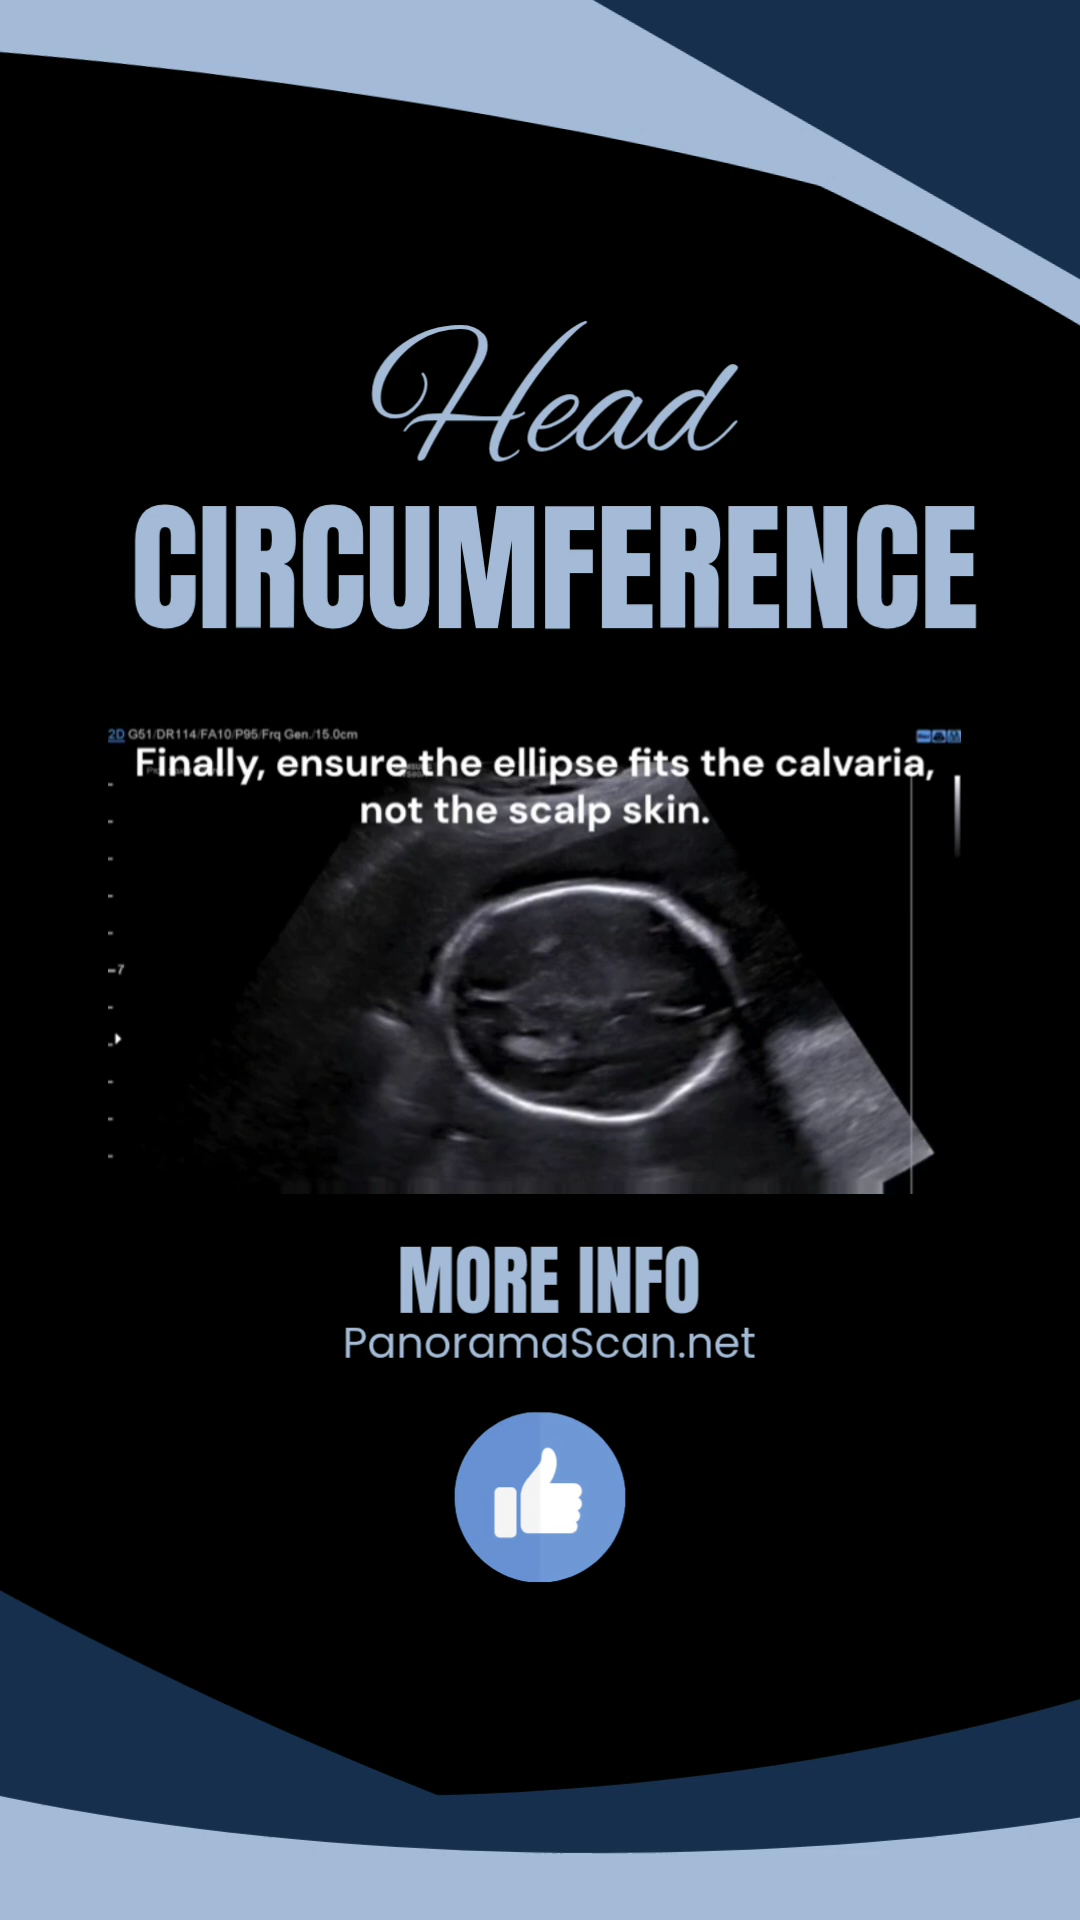 Head
CIRCUMFERENCE
2D G51/DR114/FA10/P95/Frq Gen./15.0cm
Finally, ensure the ellipse fits the calvaria,
not the scalp skin.
7
MORE INFO
PanoramaScan.net